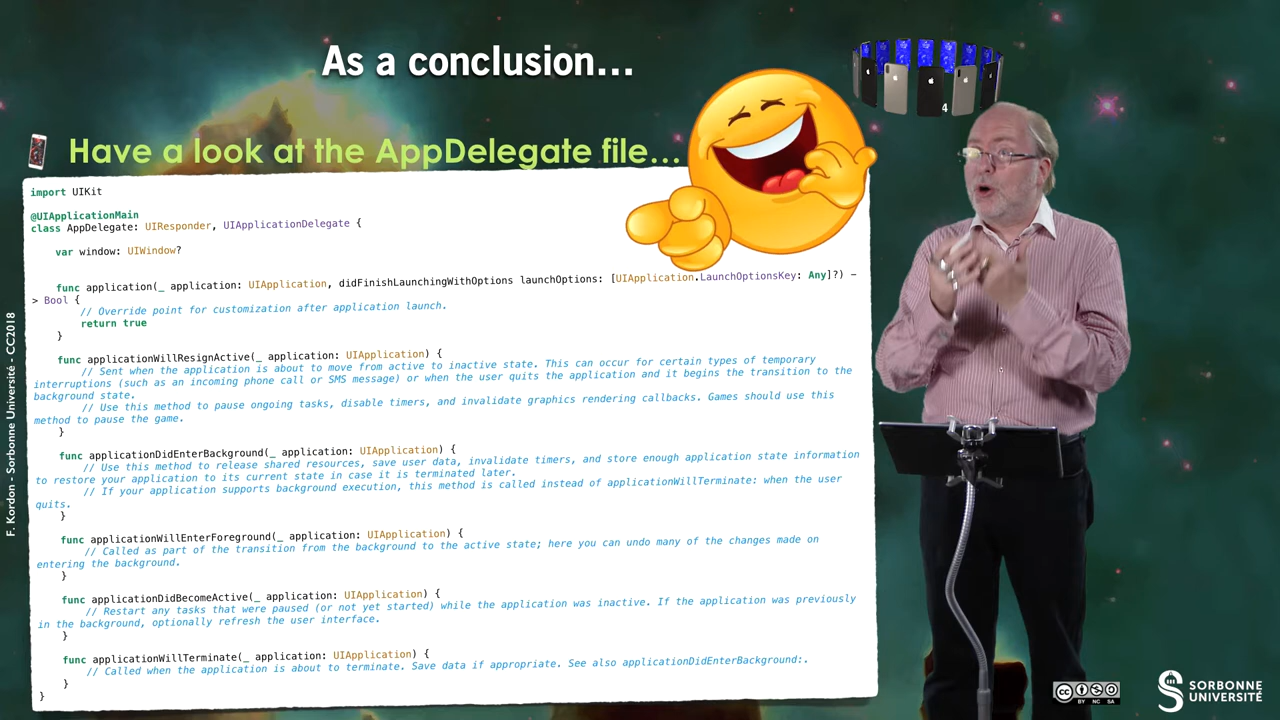 As a conclusion...
4
Have a look at the AppDelegate file...
import UIKit
@UIApplicationMain
class AppDelegate: UIResponder, UIApplicationDelegate {
var window: UIWindow?
func application(_ application: UIApplication, didFinishLaunchingWithOptions launchOptions: [UIApplication.LaunchOptionsKey: Any]?) –
> Bool {
// Override point for customization after application launch.
return true
}
func applicationWillResignActive(_ application: UIApplication) {
// Sent when the application is about to move from active to inactive state. This can occur for certain types of temporary
interruptions (such as an incoming phone call or SMS message) or when the user quits the application and it begins the transition to the
background state.
// Use this method to pause ongoing tasks, disable timers, and invalidate graphics rendering callbacks. Games should use this
method to pause the game.
}
func applicationDidEnterBackground(_ application: UIApplication) {
// Use this method to release shared resources, save user data, invalidate timers, and store enough application state information
to restore your application to its current state in case it is terminated later.
// If your application supports background execution, this method is called instead of applicationWillTerminate: when the user
quits.
}
func applicationWillEnterForeground(_ application: UIApplication) {
// Called as part of the transition from the background to the active state; here you can undo many of the changes made on
entering the background.
}
func applicationDidBecomeActive(_ application: UIApplication) {
// Restart any tasks that were paused (or not yet started) while the application was inactive. If the application was previously
in the background, optionally refresh the user interface.
}
func applicationWillTerminate(_ application: UIApplication) {
// Called when the application is about to terminate. Save data if appropriate. See also applicationDidEnterBackground:.
}
}
F. Kordon - Sorbonne Université - CC2018
cc BY NC SA
SORBONNE
UNIVERSITÉ